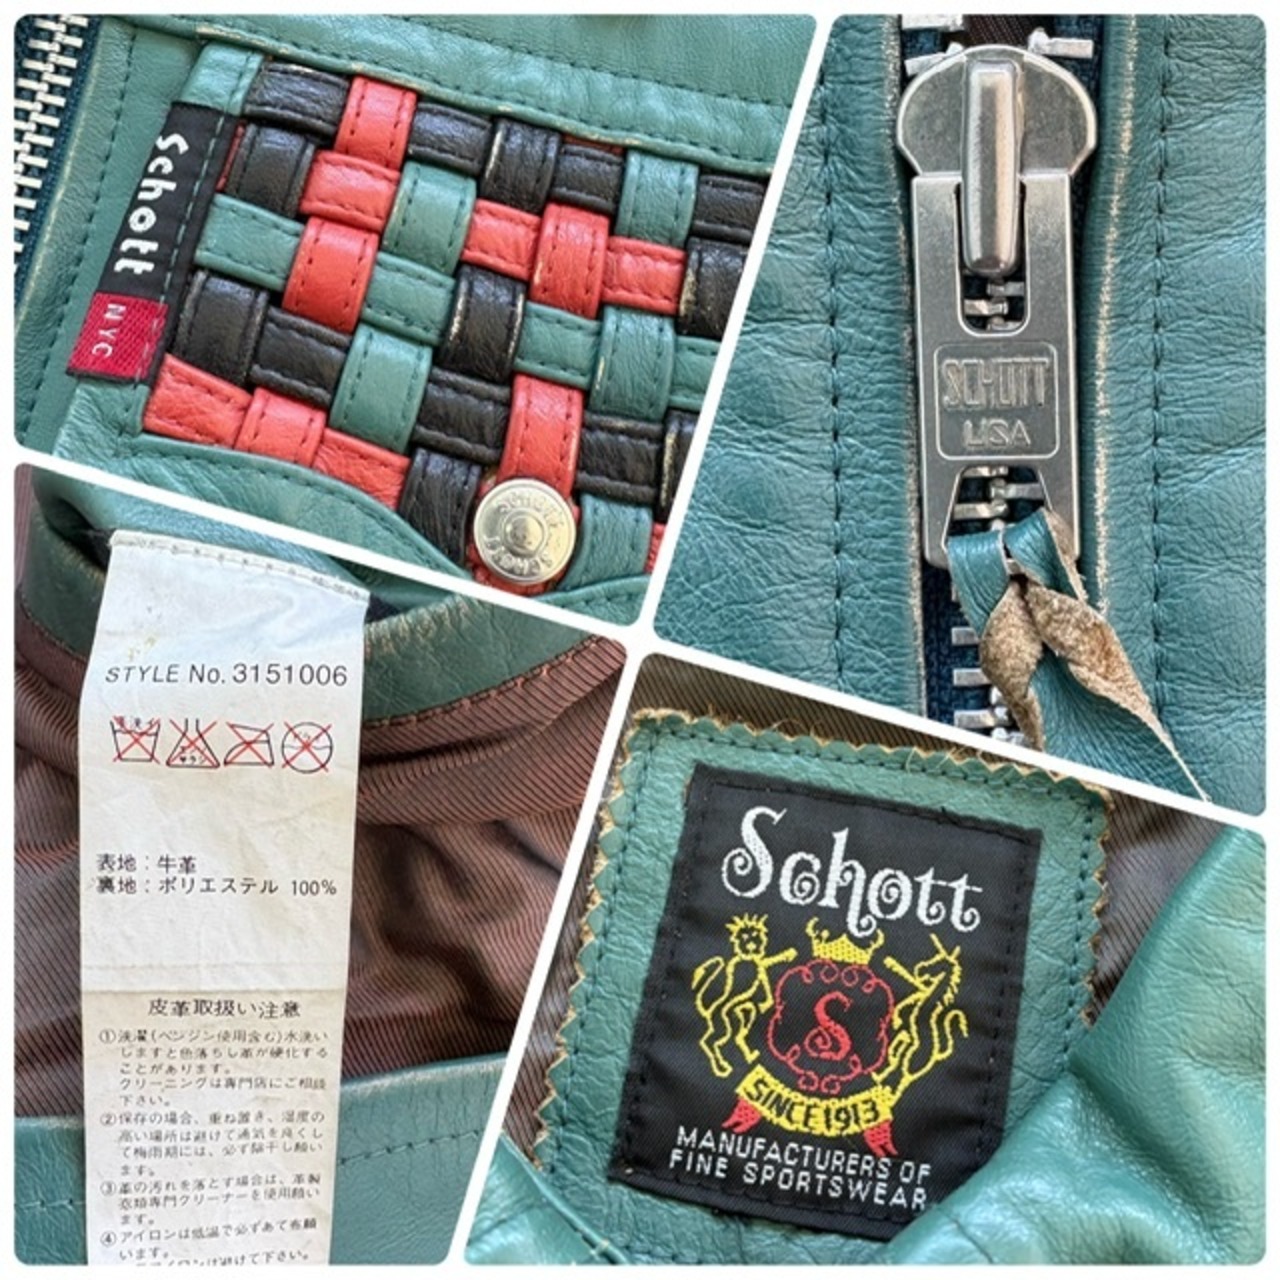 Schott
NYC
SCHOTT
SCHOTT
USA
STYLE No. 3151006
表地：牛革
裏地：ポリエステル 100%
皮革取扱い注意
①洗濯(ベンジン使用含む)水洗い
しますと色落ちし革が硬化する
ことがあります。
クリーニングは専門店にご相談
下さい。
②保存の場合、重ね置き、湿度の
高い場所は避けて通気を良くし
て梅雨期には、必ず陰干し願い
ます。
③革の汚れを落とす場合は、革製
衣類専門クリーナーを使用願い
ます。
④アイロンは低温で必ずあて布願
います。
Schott
S
SINCE 1913
MANUFACTURERS OF
FINE SPORTSWEAR